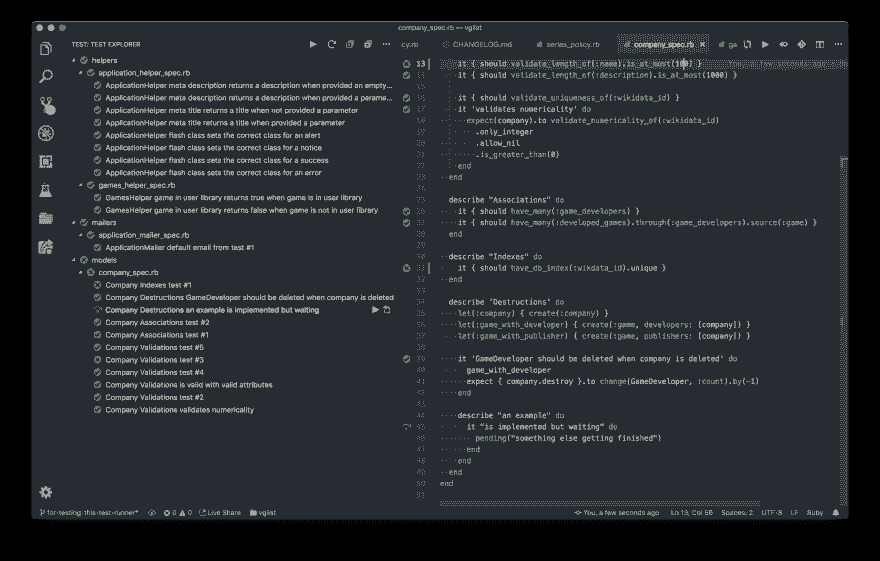 company_spec.rb — vglist
TEST: TEST EXPLORER
cy.rb CHANGELOG.md series_policy.rb company_spec.rb × ga
helpers
application_helper_spec.rb
ApplicationHelper meta description returns a description when provided an empty...
ApplicationHelper meta description returns a description when provided a parame...
ApplicationHelper meta title returns a title when not provided a parameter
ApplicationHelper meta title returns a title when provided a parameter
ApplicationHelper flash class sets the correct class for an alert
ApplicationHelper flash class sets the correct class for a notice
ApplicationHelper flash class sets the correct class for a success
ApplicationHelper flash class sets the correct class for an error
games_helper_spec.rb
GamesHelper game in user library returns true when game is in user library
GamesHelper game in user library returns false when game is not in user library
mailers
application_mailer_spec.rb
ApplicationMailer default email from test #1
models
company_spec.rb
Company Indexes test #1
Company Destructions GameDeveloper should be deleted when company is deleted
Company Destructions an example is implemented but waiting
Company Associations test #2
Company Associations test #1
Company Validations test #5
Company Validations test #3
Company Validations test #4
Company Validations is valid with valid attributes
Company Validations test #2
Company Validations validates numericality
13 it { should validate_length_of(:name).is_at_most( ) } You, a few seconds ago
it { should validate_length_of(:description).is_at_most(1000) }
it { should validate_uniqueness_of(:wikidata_id) }
it 'validates numericality' do
expect(company).to validate_numericality_of(:wikidata_id)
.only_integer
.allow_nil
.is_greater_than(0)
end
end
describe "Associations" do
it { should have_many(:game_developers) }
it { should have_many(:developed_games).through(:game_developers).source(:game) }
end
describe "Indexes" do
it { should have_db_index(:wikdata_id).unique }
end
describe 'Destructions' do
let(:company) { create(:company) }
let(:game_with_developer) { create(:game, developers: [company]) }
let(:game_with_publisher) { create(:game, publishers: [company]) }
it 'GameDeveloper should be deleted when company is deleted' do
game_with_developer
expect { company.destroy }.to change(GameDeveloper, :count).by(-1)
end
describe "an example" do
it "is implemented but waiting" do
pending("something else getting finished")
end
end
end
end
for-testing-this-test-runner* 0 0 Live Share vglist You, a few seconds ago Ln 13, Col 56 Spaces: 2 UTF-8 LF Ruby